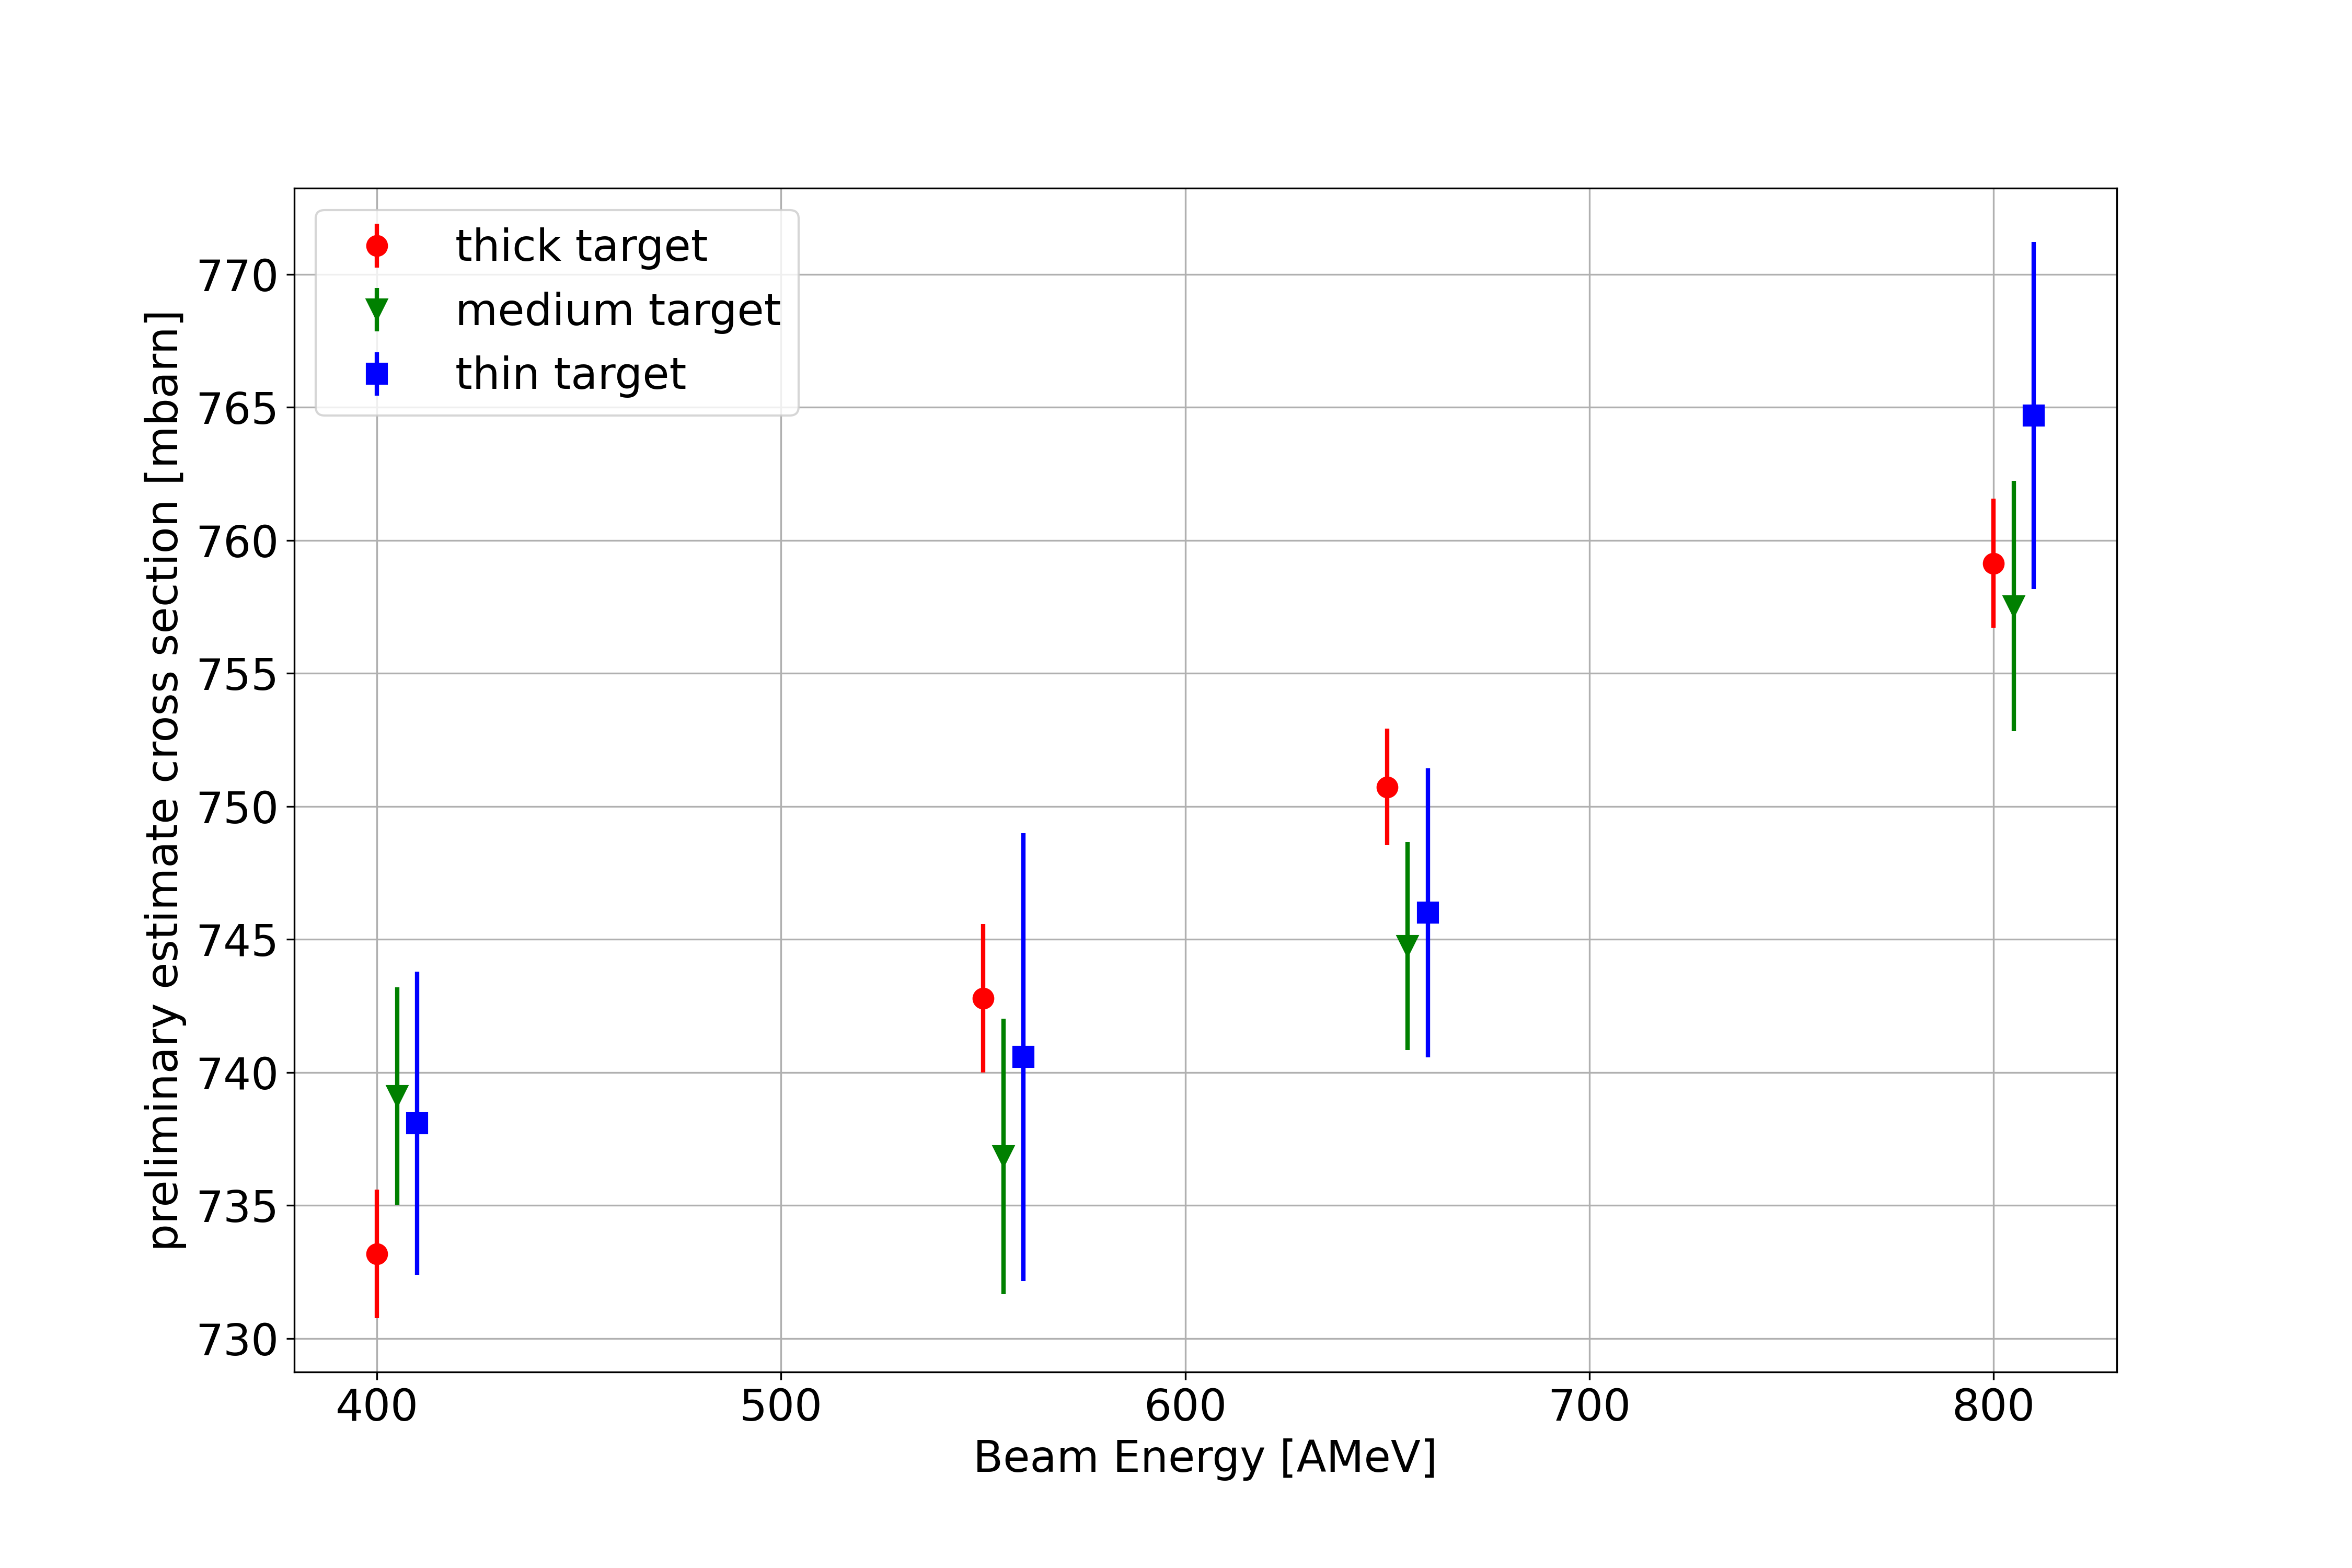 thick target
medium target
thin target
preliminary estimate cross section [mbarn]
770
765
760
755
750
745
740
735
730
400 500 600 700 800
Beam Energy [AMeV]